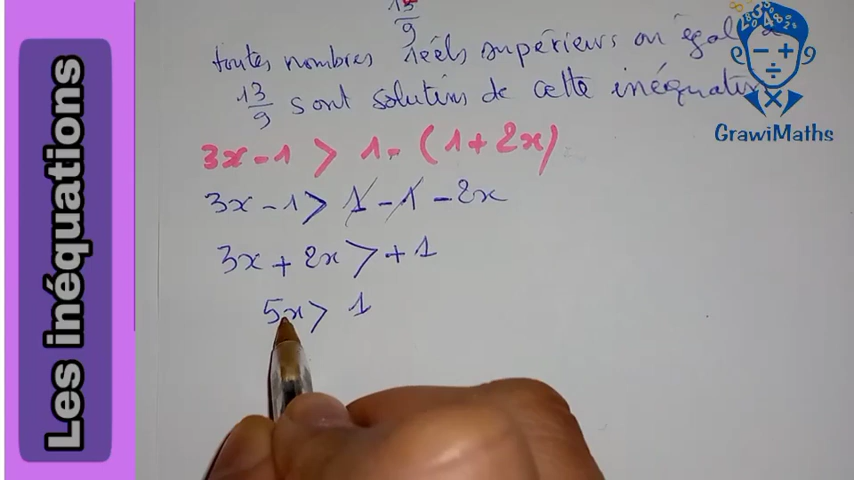 Les inéquations
13/9
toutes nombres réels supérieurs ou égal à
13/9 sont solutions de cette inéquation
GrawiMaths
3x - 1 > 1 - (1 + 2x)
3x - 1 > 1 - 1 - 2x
3x + 2x > + 1
5x > 1